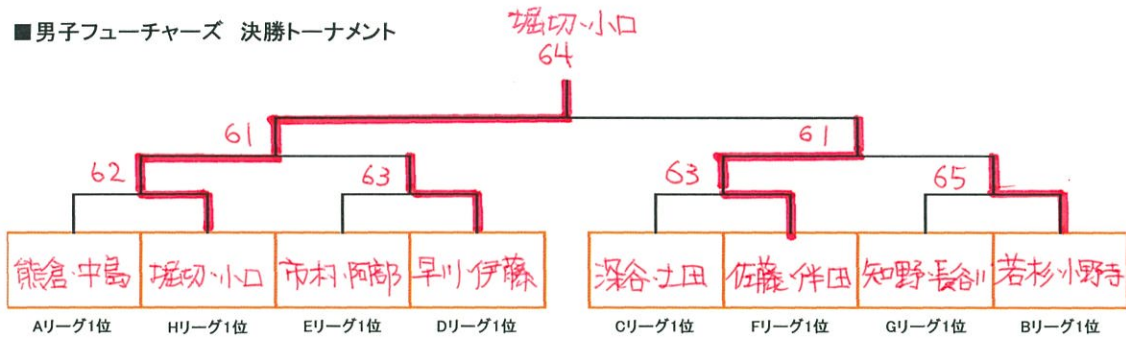 ■男子フューチャーズ 決勝トーナメント
堀切・小口
64
61
61
62
63
63
65
熊倉・中島
堀切・小口
市村・阿部
早川・伊藤
深谷・土田
佐藤・伴田
知野・長谷川
若杉・小野寺
Aリーグ1位
Hリーグ1位
Eリーグ1位
Dリーグ1位
Cリーグ1位
Fリーグ1位
Gリーグ1位
Bリーグ1位